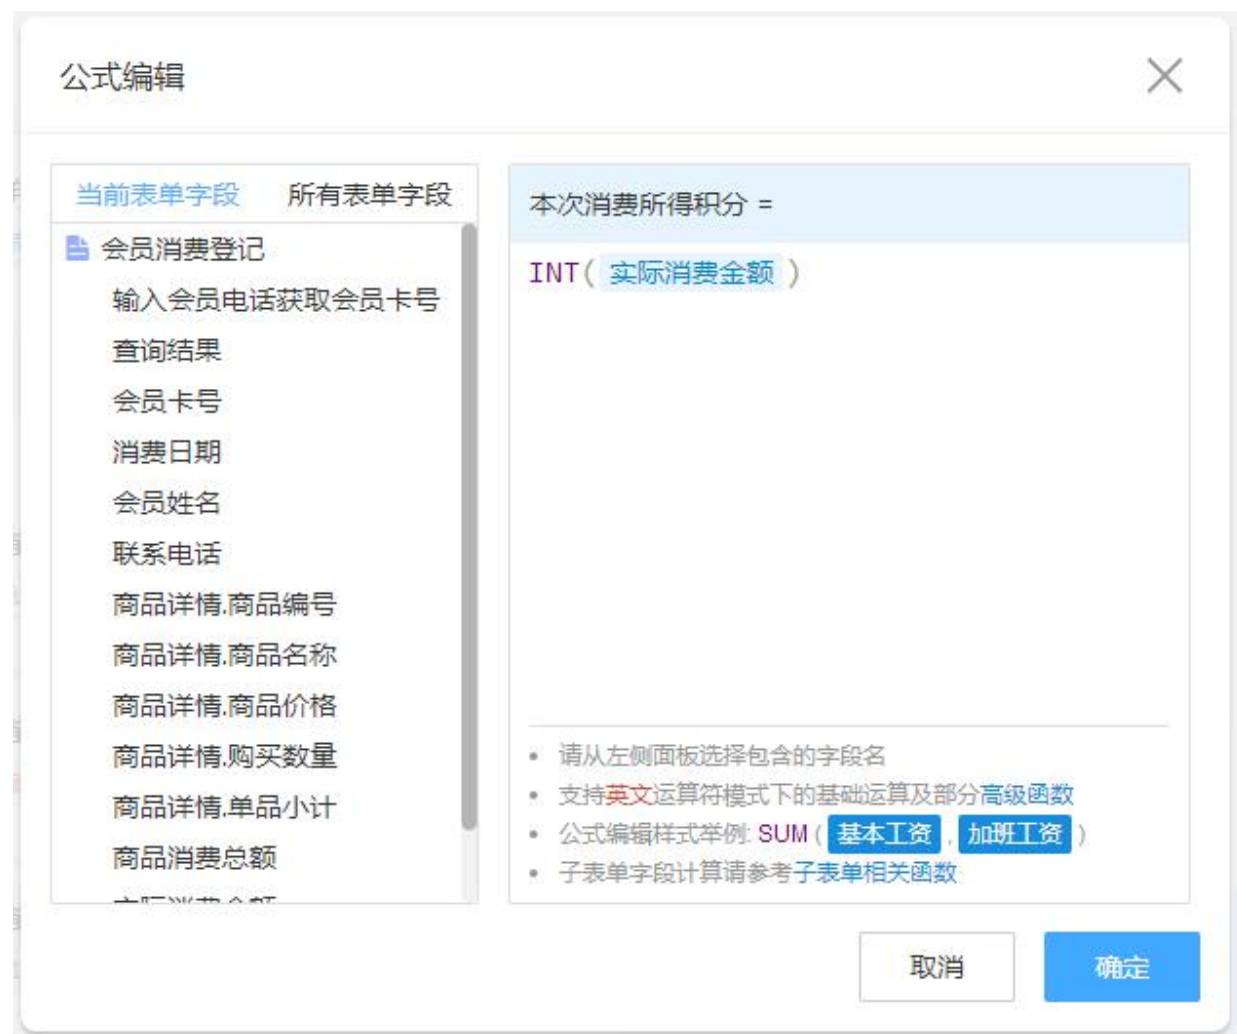 公式编辑
当前表单字段 所有表单字段
会员消费登记
输入会员电话获取会员卡号
查询结果
会员卡号
消费日期
会员姓名
联系电话
商品详情.商品编号
商品详情.商品名称
商品详情.商品价格
商品详情.购买数量
商品详情.单品小计
商品消费总额
本次消费所得积分 =
INT( 实际消费金额 )
请从左侧面板选择包含的字段名
支持英文运算符模式下的基础运算及部分高级函数
公式编辑样式举例: SUM ( 基本工资 , 加班工资 )
子表单字段计算请参考子表单相关函数
取消 确定